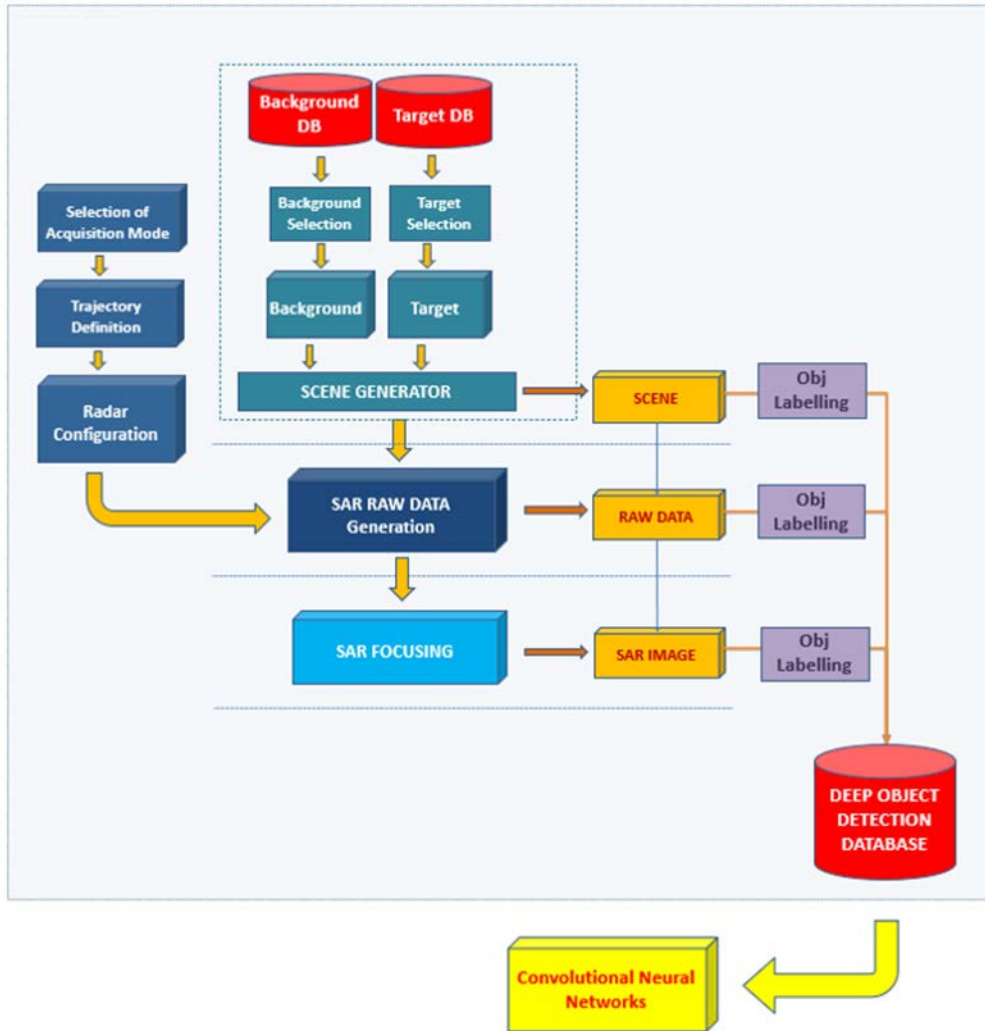 Background
DB
Target DB
Selection of
Acquisition Mode
Background
Selection
Target
Selection
Trajectory
Definition
Background
Target
Radar
Configuration
SCENE GENERATOR
SCENE
Obj
Labelling
SAR RAW DATA
Generation
RAW DATA
Obj
Labelling
SAR FOCUSING
SAR IMAGE
Obj
Labelling
DEEP OBJECT
DETECTION
DATABASE
Convolutional Neural
Networks